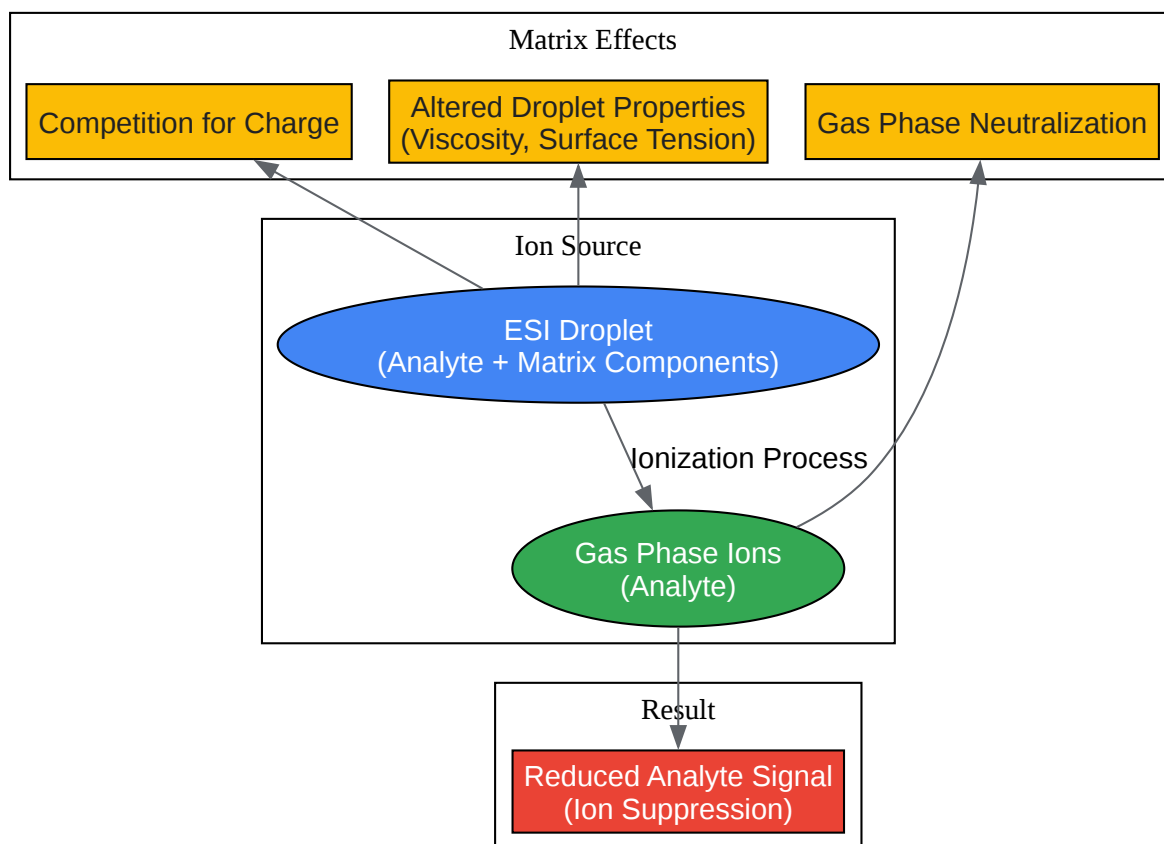 Matrix Effects
Competition for Charge
Altered Droplet Properties
(Viscosity, Surface Tension)
Gas Phase Neutralization
Ion Source
ESI Droplet
(Analyte + Matrix Components)
Ionization Process
Gas Phase Ions
(Analyte)
Result
Reduced Analyte Signal
(Ion Suppression)